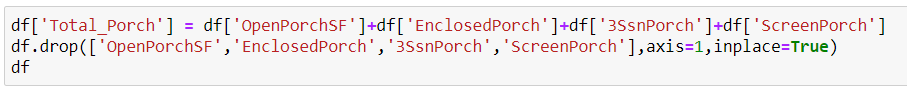 df['Total_Porch'] = df['OpenPorchSF']+df['EnclosedPorch']+df['3SsnPorch']+df['ScreenPorch']
df.drop(['OpenPorchSF','EnclosedPorch','3SsnPorch','ScreenPorch'],axis=1,inplace=True)
df